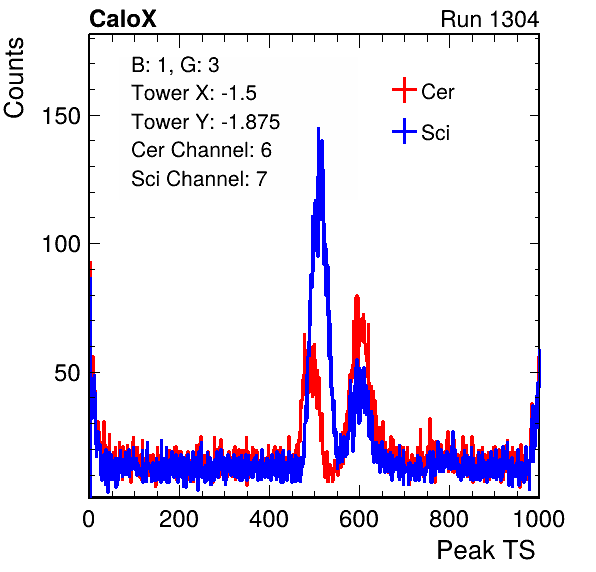 CaloX Run 1304
B: 1, G: 3
Tower X: -1.5
Tower Y: -1.875
Cer Channel: 6
Sci Channel: 7
Cer
Sci
Counts
150
100
50
0 200 400 600 800 1000
Peak TS